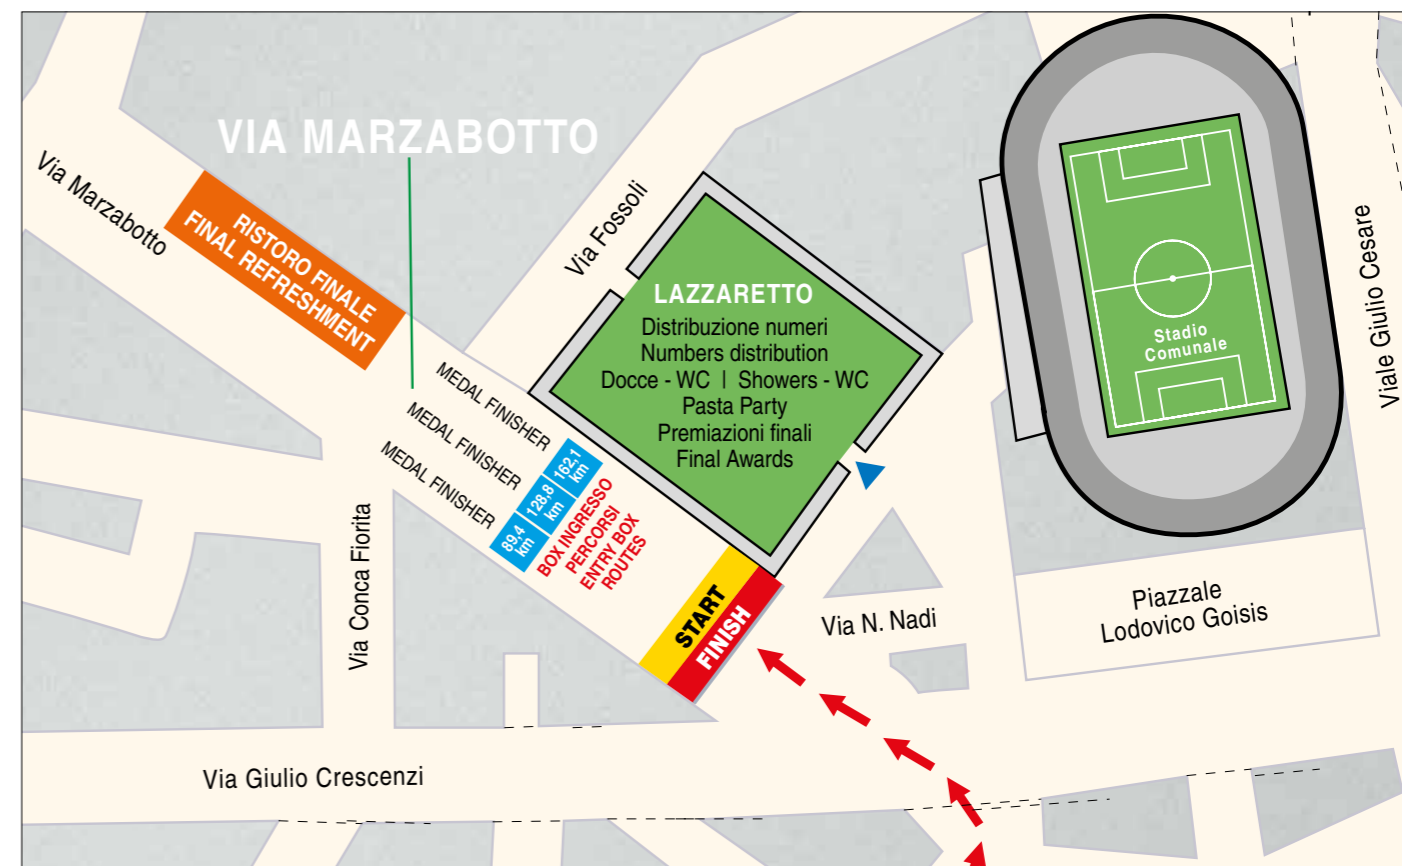 VIA MARZABOTTO
Via Marzabotto
RISTORO FINALE
FINAL REFRESHMENT
Via Fossoli
LAZZARETTO
Distribuzione numeri
Numbers distribution
Docce - WC | Showers - WC
Pasta Party
Premiazioni finali
Final Awards
Stadio
Comunale
Viale Giulio Cesare
MEDAL FINISHER
MEDAL FINISHER
MEDAL FINISHER
162,1
km
128,8
km
89,4
km
BOX INGRESSO
PERCORSI
ENTRY BOX
ROUTES
START
FINISH
Via Conca Fiorita
Via N. Nadi
Piazzale
Lodovico Goisis
Via Giulio Crescenzi